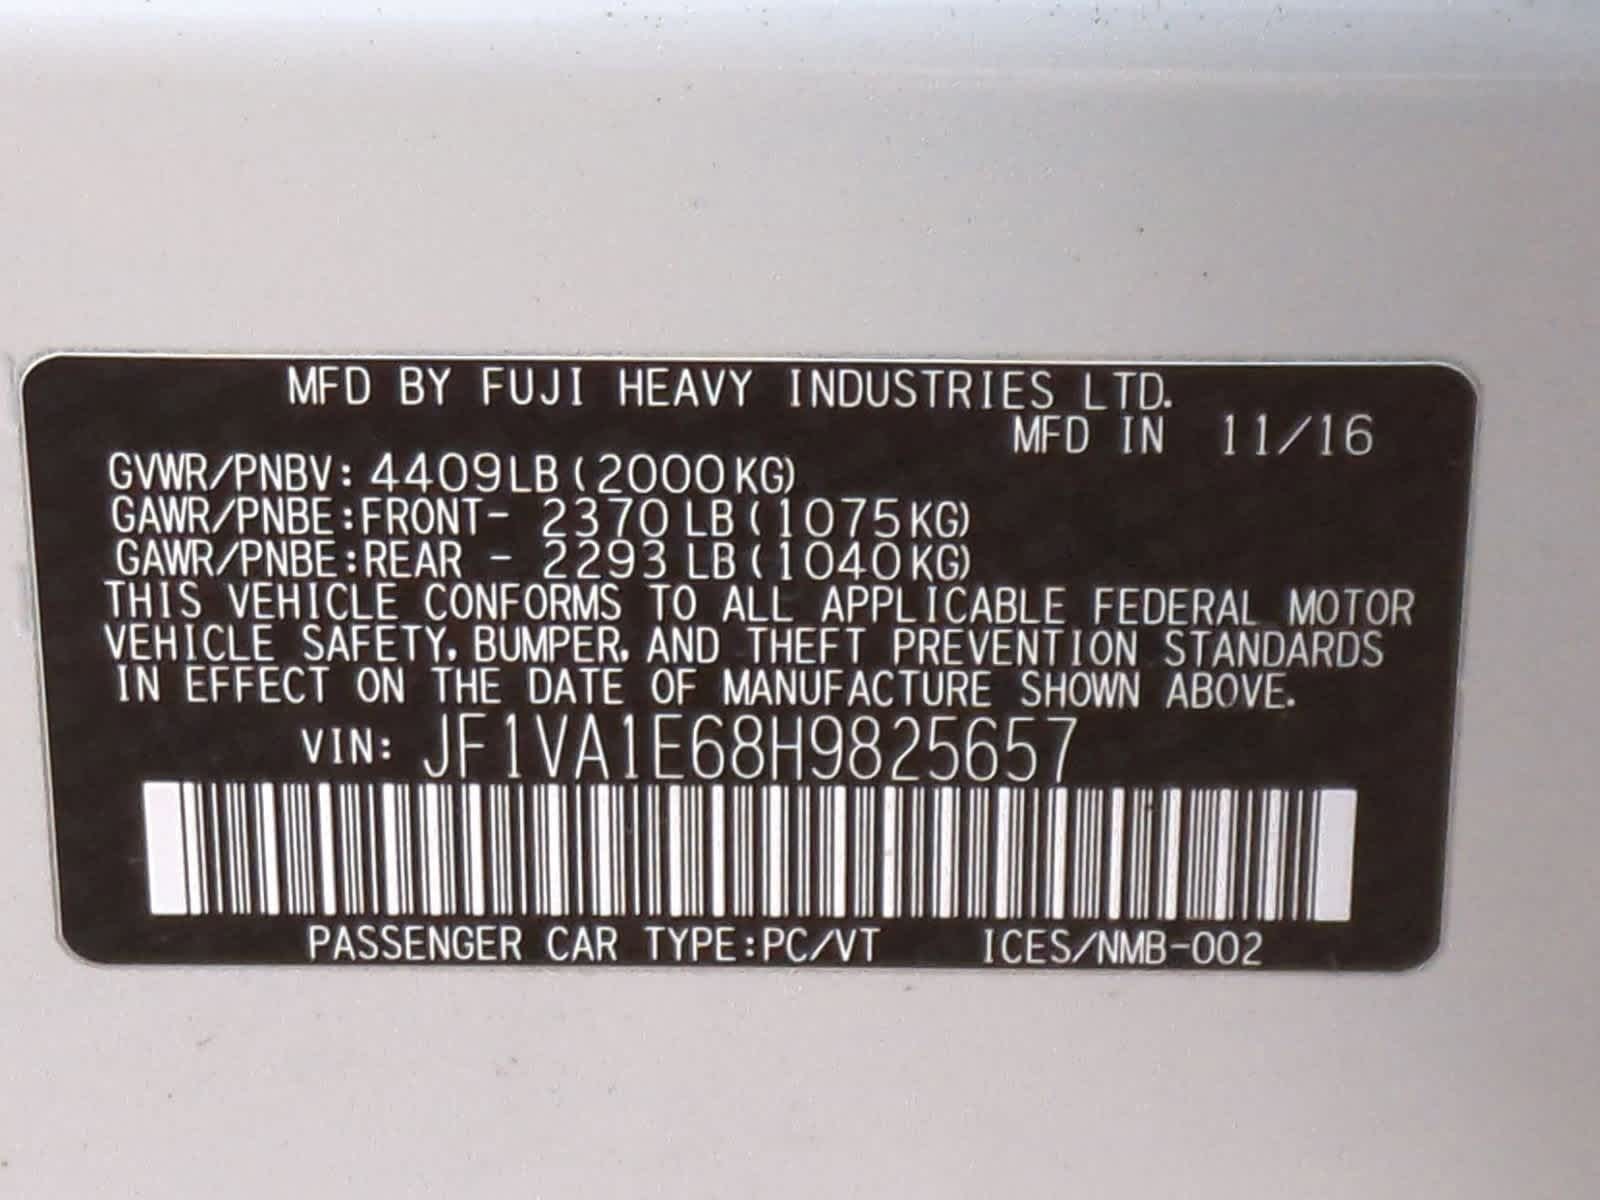 MFD BY FUJI HEAVY INDUSTRIES LTD.
MFD IN 11/16
GVWR/PNBV: 4409LB(2000KG)
GAWR/PNBE:FRONT- 2370LB(1075KG)
GAWR/PNBE:REAR - 2293LB(1040KG)
THIS VEHICLE CONFORMS TO ALL APPLICABLE FEDERAL MOTOR
VEHICLE SAFETY, BUMPER, AND THEFT PREVENTION STANDARDS
IN EFFECT ON THE DATE OF MANUFACTURE SHOWN ABOVE.
VIN: JF1VA1E68H9825657
PASSENGER CAR TYPE:PC/VT ICES/NMB-002